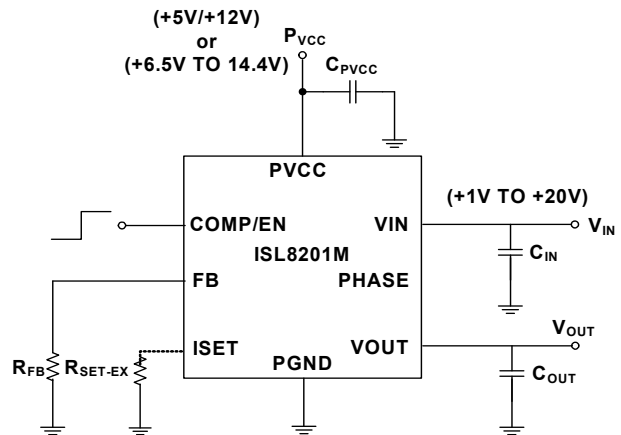 (+5V/+12V)
or
(+6.5V TO 14.4V)
PVCC
CPVCC
PVCC
COMP/EN
VIN
(+1V TO +20V)
VIN
ISL8201M
CIN
FB
PHASE
ISET
VOUT
VOUT
RFB
RSET-EX
PGND
COUT